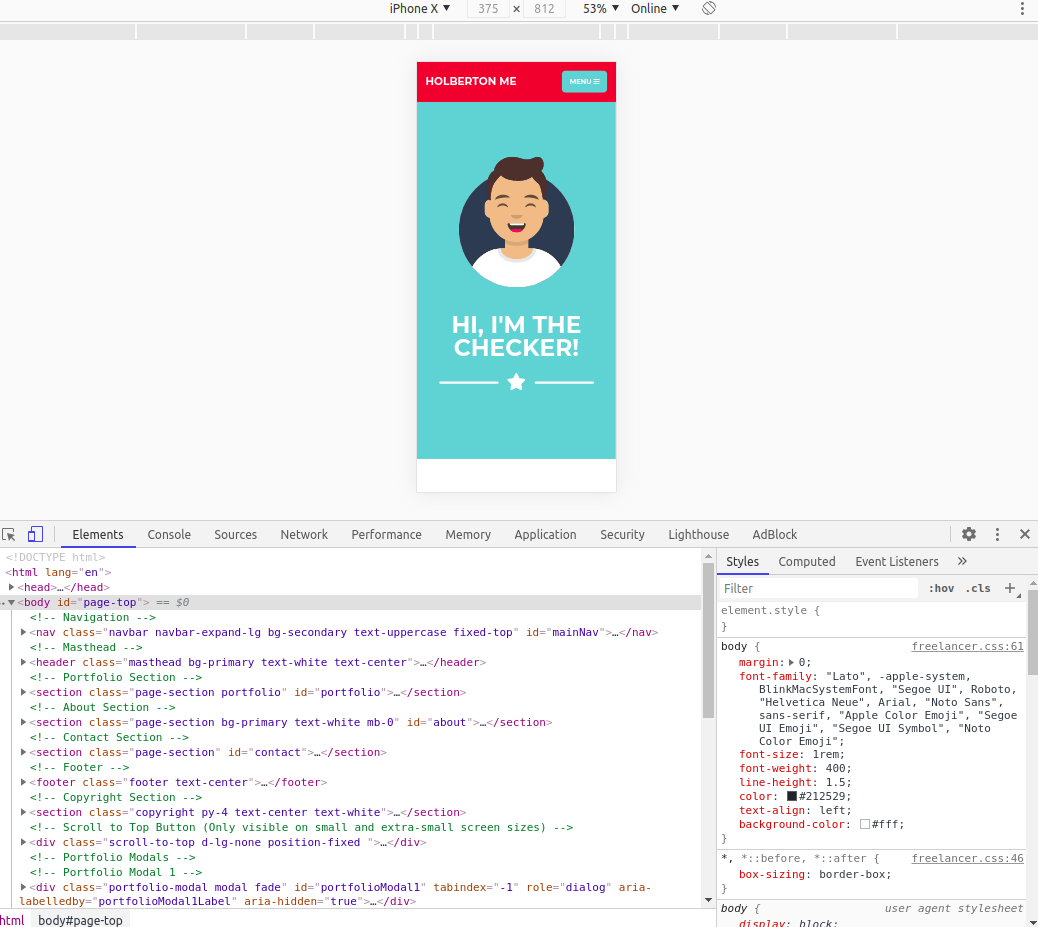 iPhone X ▼ 375 × 812 53% ▼ Online ▼
HOLBERTON ME
MENU ☰
HI, I'M THE
CHECKER!
Elements Console Sources Network Performance Memory Application Security Lighthouse AdBlock
<!DOCTYPE html>
<html lang="en">
▶<head>…</head>
…▼<body id="page-top"> == $0
<!-- Navigation -->
▶<nav class="navbar navbar-expand-lg bg-secondary text-uppercase fixed-top" id="mainNav">…</nav>
<!-- Masthead -->
▶<header class="masthead bg-primary text-white text-center">…</header>
<!-- Portfolio Section -->
▶<section class="page-section portfolio" id="portfolio">…</section>
<!-- About Section -->
▶<section class="page-section bg-primary text-white mb-0" id="about">…</section>
<!-- Contact Section -->
▶<section class="page-section" id="contact">…</section>
<!-- Footer -->
▶<footer class="footer text-center">…</footer>
<!-- Copyright Section -->
▶<section class="copyright py-4 text-center text-white">…</section>
<!-- Scroll to Top Button (Only visible on small and extra-small screen sizes) -->
▶<div class="scroll-to-top d-lg-none position-fixed ">…</div>
<!-- Portfolio Modals -->
<!-- Portfolio Modal 1 -->
▶<div class="portfolio-modal modal fade" id="portfolioModal1" tabindex="-1" role="dialog" aria-
labelledby="portfolioModal1Label" aria-hidden="true">…</div>
html body#page-top
Styles Computed Event Listeners »
Filter :hov .cls +
element.style {
}
body { freelancer.css:61
margin:▶ 0;
font-family: "Lato", -apple-system,
BlinkMacSystemFont, "Segoe UI", Roboto,
"Helvetica Neue", Arial, "Noto Sans",
sans-serif, "Apple Color Emoji", "Segoe
UI Emoji", "Segoe UI Symbol", "Noto
Color Emoji";
font-size: 1rem;
font-weight: 400;
line-height: 1.5;
color: #212529;
text-align: left;
background-color: #fff;
}
*, *::before, *::after { freelancer.css:46
box-sizing: border-box;
}
body { user agent stylesheet
display: block;